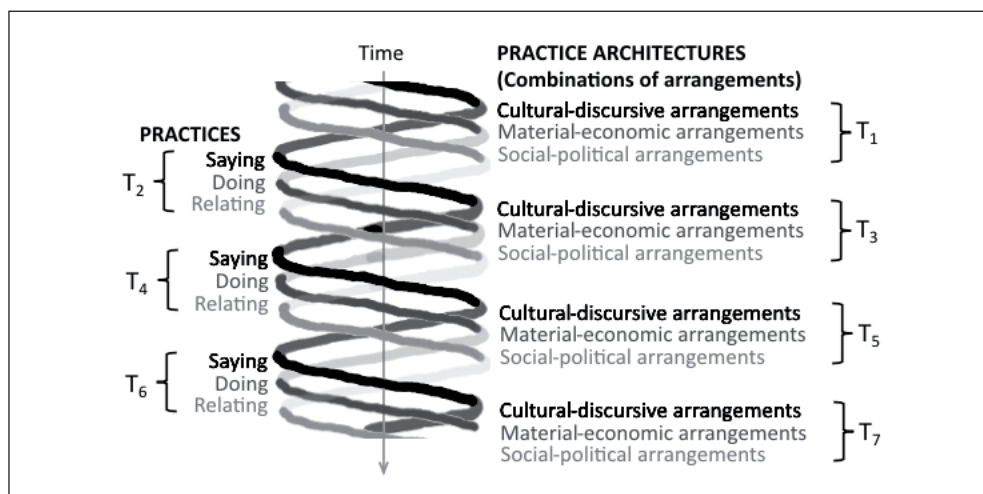 Time
PRACTICE ARCHITECTURES
(Combinations of arrangements)
Cultural-discursive arrangements
Material-economic arrangements
Social-political arrangements
T1
PRACTICES
Saying
Doing
Relating
T2
Cultural-discursive arrangements
Material-economic arrangements
Social-political arrangements
T3
Saying
Doing
Relating
T4
Cultural-discursive arrangements
Material-economic arrangements
Social-political arrangements
T5
Saying
Doing
Relating
T6
Cultural-discursive arrangements
Material-economic arrangements
Social-political arrangements
T7